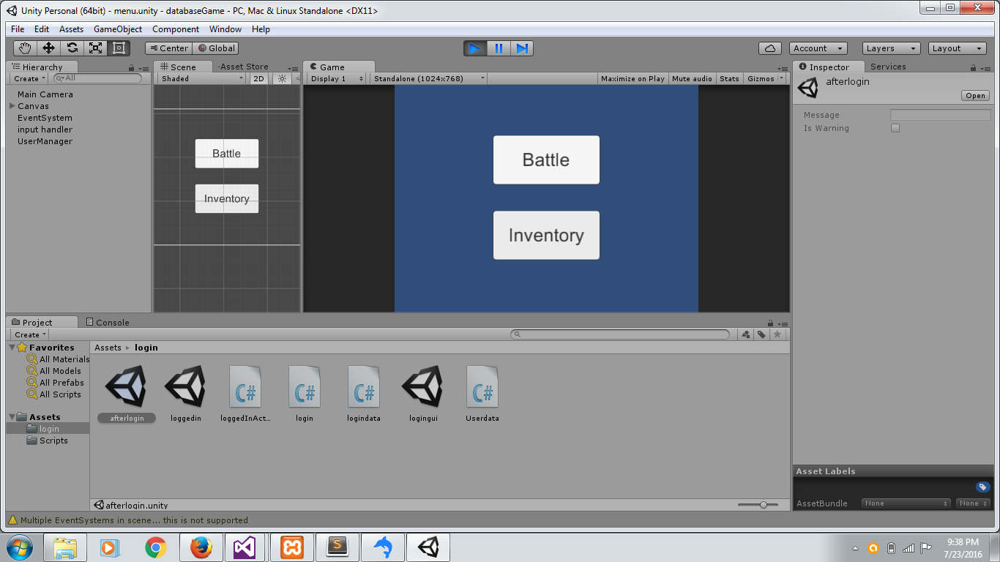 Unity Personal (64bit) - menu.unity - databaseGame - PC, Mac & Linux Standalone <DX11>
File Edit Assets GameObject Component Window Help
Center Global Account Layers Layout
Hierarchy
Create All
Main Camera
Canvas
EventSystem
input handler
UserManager
Scene Asset Store
Shaded 2D
Battle
Inventory
Game
Display 1 Standalone (1024x768) Maximize on Play Mute audio Stats Gizmos
Battle
Inventory
Inspector Services
afterlogin
Open
Message
Is Warning
Project Console
Create
Favorites
All Materials
All Models
All Prefabs
All Scripts
Assets
login
Scripts
Assets ▸ login
C# C# C# C#
afterlogin loggedin loggedInAct... login logindata logingui Userdata
afterlogin.unity
Asset Labels
AssetBundle None None
Multiple EventSystems in scene... this is not supported
S
9:38 PM
7/23/2016